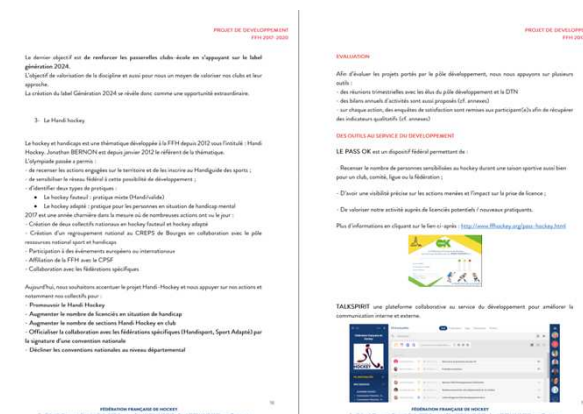 PROJET DE DEVELOPPEMENT
FFH 2017-2020
Le dernier objectif est de renforcer les passerelles clubs-école en s'appuyant sur le label
génération 2024.
L'objectif de valorisation de la discipline et aussi pour nous un moyen de valoriser nos clubs et leur
approche.
La création du label Génération 2024 se révèle donc comme une opportunité extraordinaire.
3- Le Handi hockey
Le hockey et handicaps est une thématique développée à la FFH depuis 2012 sous l'intitulé : Handi
Hockey. Jonathan BERNON est depuis janvier 2012 le référent de la thématique.
L'olympiade passée a permis :
- de recenser les actions engagées sur le territoire et de les inscrire au Handiguide des sports ;
- de sensibiliser le réseau fédéral à cette possibilité de développement ;
- d'identifier deux types de pratiques :
• Le hockey fauteuil : pratique mixte (Handi/valide)
• Le hockey adapté : pratique pour les personnes en situation de handicap mental
2017 est une année charnière dans la mesure où de nombreuses actions ont vu le jour :
- Création de deux collectifs nationaux en hockey fauteuil et hockey adapté
- Création d'un regroupement national au CREPS de Bourges en collaboration avec le pôle
ressources national sport et handicaps
- Participation à des événements européens ou internationaux
- Affiliation de la FFH avec le CPSF
- Collaboration avec les fédérations spécifiques
Aujourd'hui, nous souhaitons accentuer le projet Handi-Hockey et nous appuyer sur nos actions et
notamment nos collectifs pour :
- Promouvoir le Handi Hockey
- Augmenter le nombre de licenciés en situation de handicap
- Augmenter le nombre de sections Handi Hockey en club
- Officialiser la collaboration avec les fédérations spécifiques (Handisport, Sport Adapté) par
la signature d'une convention nationale
- Décliner les conventions nationales au niveau départemental
FÉDÉRATION FRANÇAISE DE HOCKEY
PROJET DE DEVELOPPEM
FFH 201
EVALUATION
Afin d'évaluer les projets portés par le pôle développement, nous nous appuyons sur plusieurs
outils :
- des réunions trimestrielles avec les élus du pôle développement et la DTN
- des bilans annuels d'activités sont aussi proposés (cf. annexes)
- sur chaque action, des enquêtes de satisfaction sont remises aux participant(e)s afin de récupérer
des indicateurs qualitatifs (cf. annexes)
DES OUTILS AU SERVICE DU DEVELOPPEMENT
LE PASS OK est un dispositif fédéral permettant de :
- Recenser le nombre de personnes sensibilisées au hockey durant une saison sportive aussi bien
pour un club, comité, ligue ou la fédération ;
- D'avoir une visibilité précise sur les actions menées et l'impact sur la prise de licence ;
- De valoriser notre activité auprès de licenciés potentiels / nouveaux pratiquants.
Plus d'informations en cliquant sur le lien ci-après : http://www.ffhockey.org/pass-hockey.html
OK
TALKSPIRIT une plateforme collaborative au service du développement pour améliorer la
communication interne et externe.
HOCKEY
FÉDÉRATION FRANÇAISE DE HOCKEY